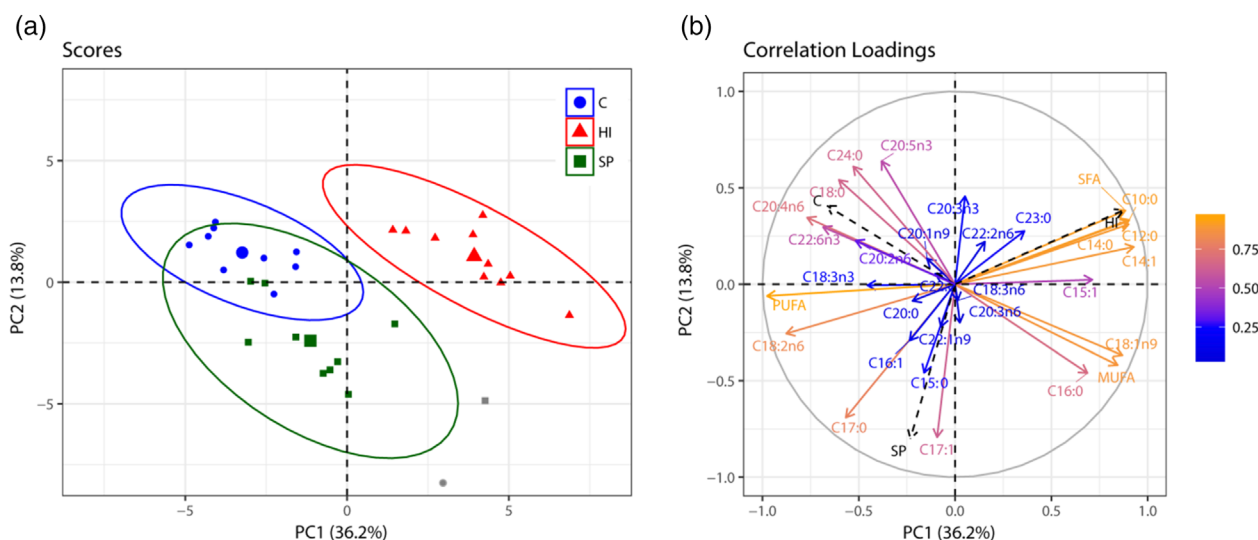 (a)
Scores
C
HI
SP
5
0
−5
−5
0
5
PC2 (13.8%)
PC1 (36.2%)
(b)
Correlation Loadings
1.0
0.5
0.0
−0.5
−1.0
−1.0
−0.5
0.0
0.5
1.0
PC2 (13.8%)
PC1 (36.2%)
C20:5n3
C24:0
SFA
C18:0
C
C10:0
C20:4n6
C20:3n3
C23:0
HI
C22:6n3
C20:1n9
C22:2n6
C12:0
C14:0
C20:2n6
C14:1
C18:3n3
C15:1
C18:3n6
PUFA
C20:0
C20:3n6
C18:2n6
C22:1n9
C18:1n9
C16:1
MUFA
C15:0
C16:0
C17:0
SP
C17:1
0.75
0.50
0.25